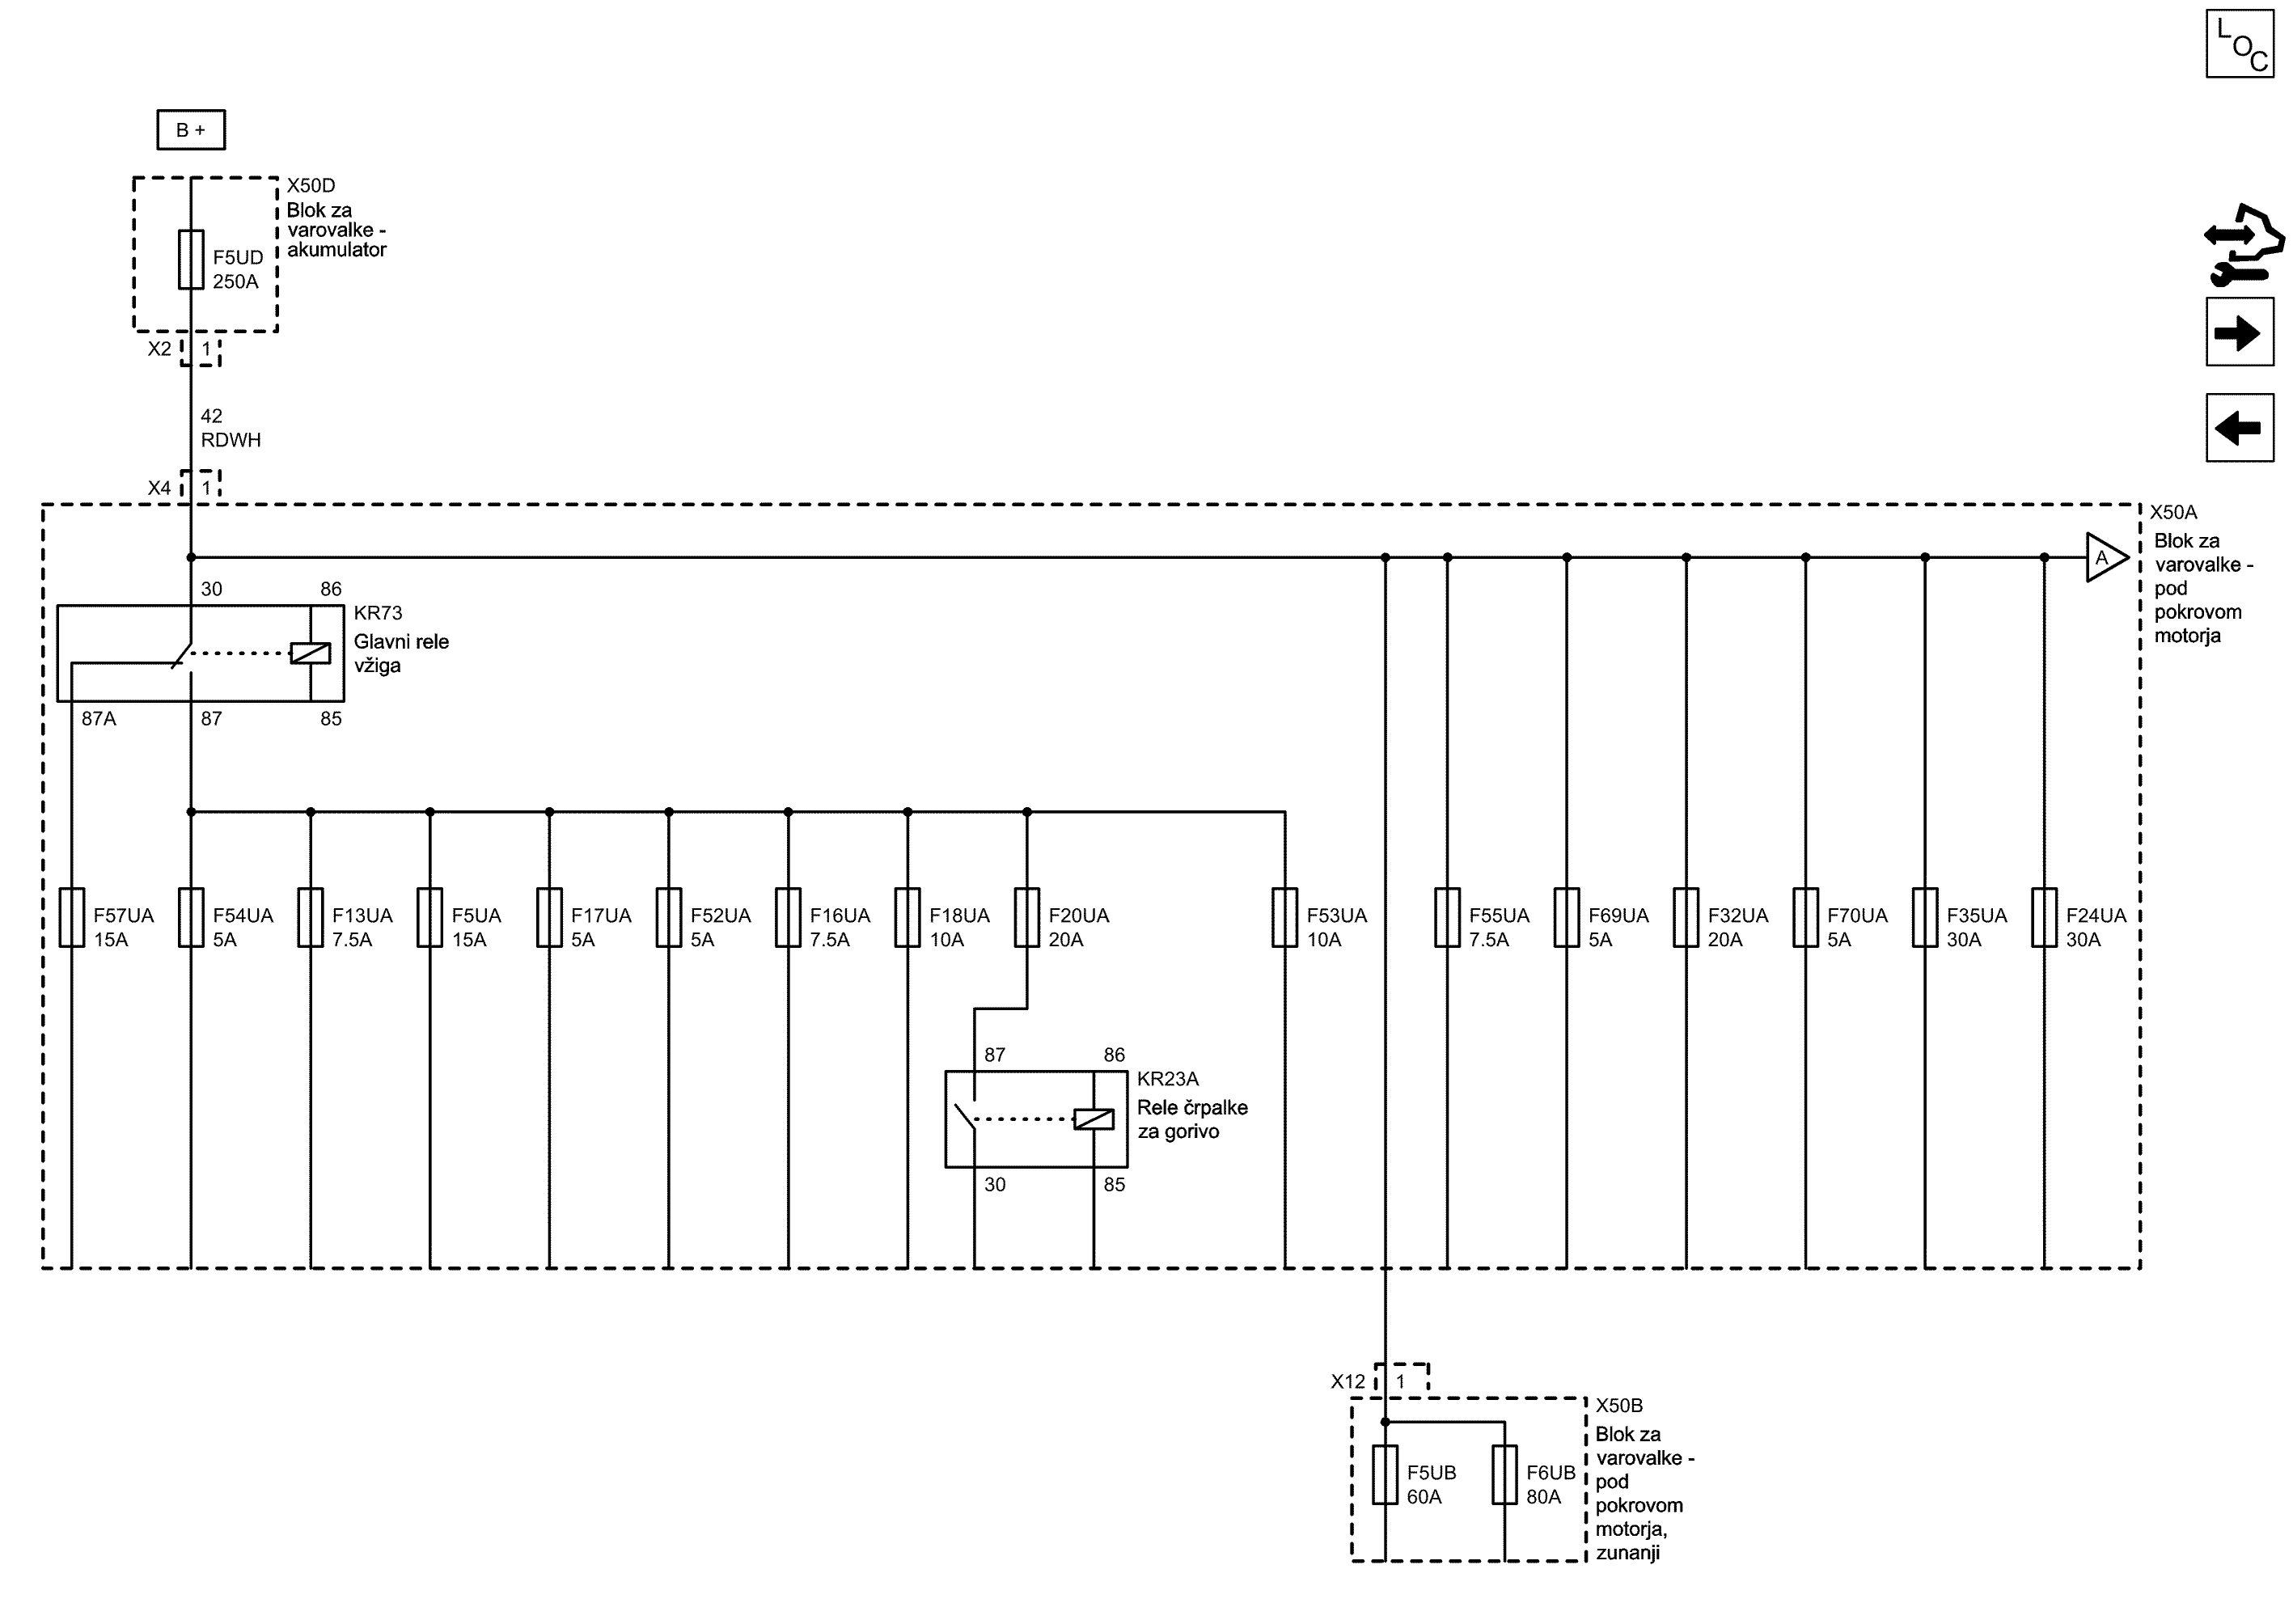 LOC
B +
X50D
Blok za
varovalke -
akumulator
F5UD
250A
X2
1
42
RDWH
X4
1
X50A
Blok za
varovalke -
pod
pokrovom
motorja
A
30
86
KR73
Glavni rele
vžiga
87A
87
85
F57UA
15A
F54UA
5A
F13UA
7.5A
F5UA
15A
F17UA
5A
F52UA
5A
F16UA
7.5A
F18UA
10A
F20UA
20A
F53UA
10A
F55UA
7.5A
F69UA
5A
F32UA
20A
F70UA
5A
F35UA
30A
F24UA
30A
87
86
KR23A
Rele črpalke
za gorivo
30
85
X12
1
X50B
Blok za
varovalke -
pod
pokrovom
motorja,
zunanji
F5UB
60A
F6UB
80A